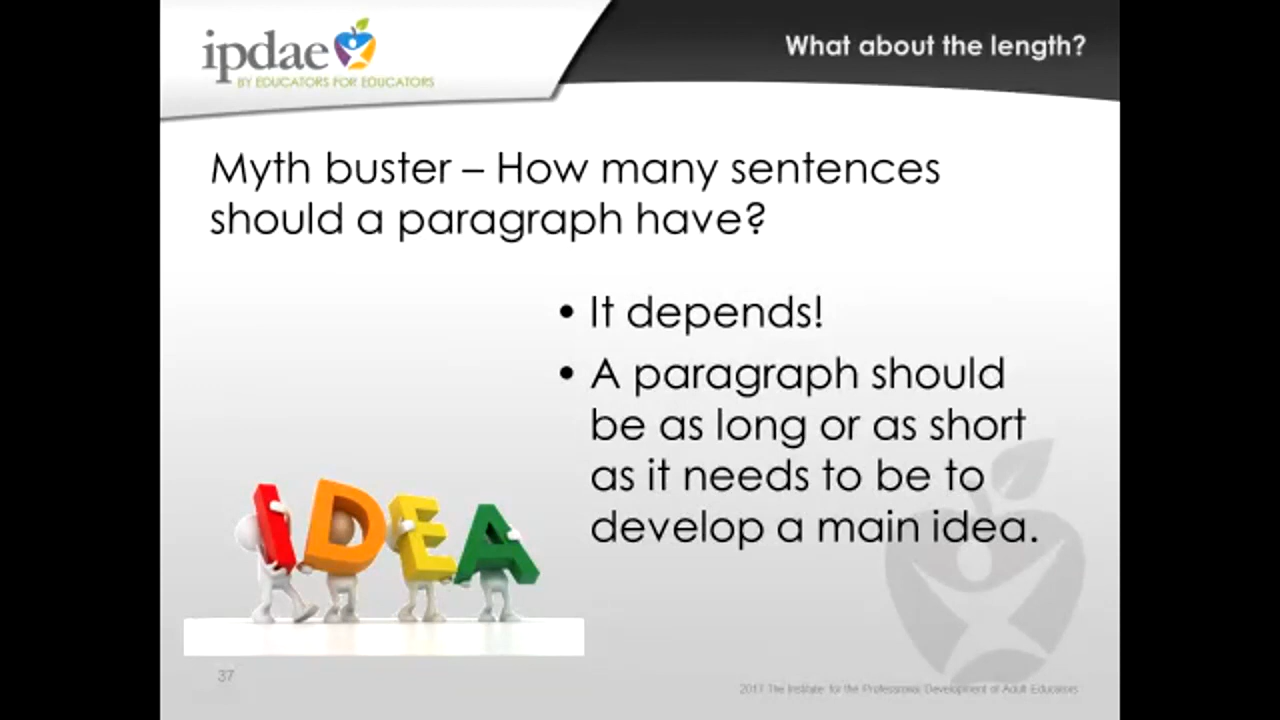 ipdae
BY EDUCATORS FOR EDUCATORS
What about the length?
Myth buster – How many sentences
should a paragraph have?
• It depends!
• A paragraph should
be as long or as short
as it needs to be to
develop a main idea.
IDEA
37
2017 The Institute for the Professional Development of Adult Educators